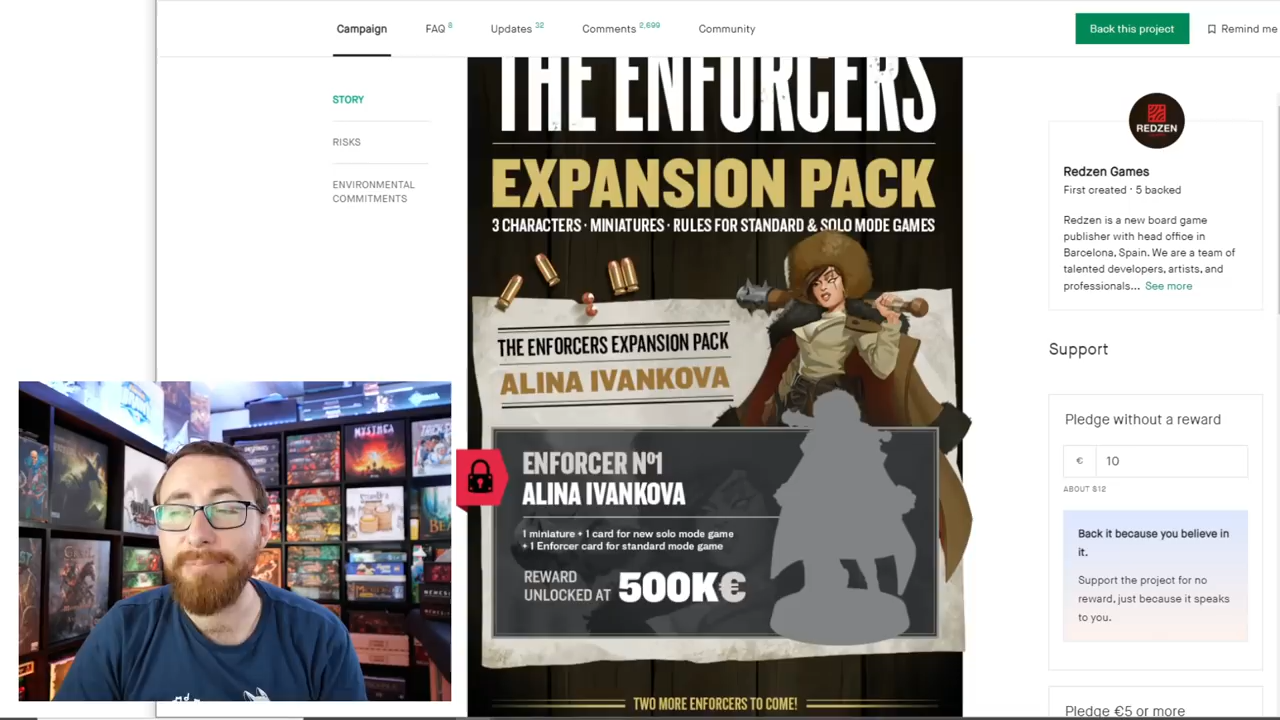 Campaign
FAQ 8
Updates 32
Comments 2,699
Community
Back this project
Remind me
STORY
RISKS
ENVIRONMENTAL
COMMITMENTS
THE ENFORCERS
EXPANSION PACK
3 CHARACTERS · MINIATURES · RULES FOR STANDARD & SOLO MODE GAMES
THE ENFORCERS EXPANSION PACK
ALINA IVANKOVA
ENFORCER Nº1
ALINA IVANKOVA
1 miniature + 1 card for new solo mode game
+ 1 Enforcer card for standard mode game
REWARD
UNLOCKED AT 500K€
TWO MORE ENFORCERS TO COME!
REDZEN
Redzen Games
First created · 5 backed
Redzen is a new board game
publisher with head office in
Barcelona, Spain. We are a team of
talented developers, artists, and
professionals... See more
Support
Pledge without a reward
€ 10
ABOUT $12
Back it because you believe in
it.
Support the project for no
reward, just because it speaks
to you.
Pledge €5 or more
MYSTHEA